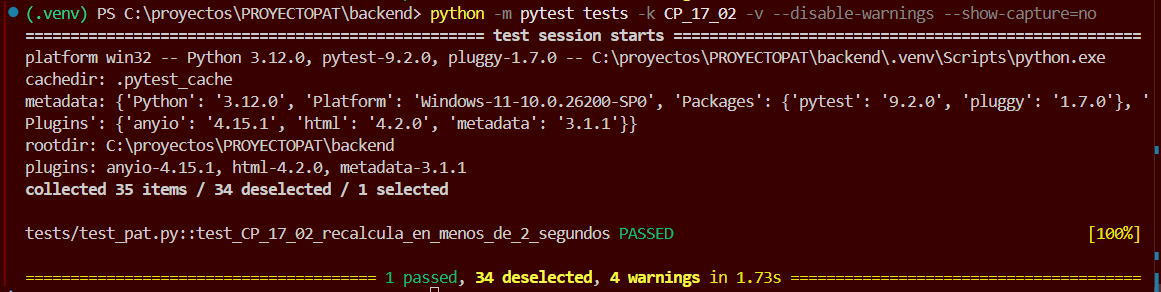 (.venv) PS C:\proyectos\PROYECTOPAT\backend> python -m pytest tests -k CP_17_02 -v --disable-warnings --show-capture=no
================================================= test session starts ==================================================
platform win32 -- Python 3.12.0, pytest-9.2.0, pluggy-1.7.0 -- C:\proyectos\PROYECTOPAT\backend\.venv\Scripts\python.exe
cachedir: .pytest_cache
metadata: {'Python': '3.12.0', 'Platform': 'Windows-11-10.0.26200-SP0', 'Packages': {'pytest': '9.2.0', 'pluggy': '1.7.0'}, '
Plugins': {'anyio': '4.15.1', 'html': '4.2.0', 'metadata': '3.1.1'}}
rootdir: C:\proyectos\PROYECTOPAT\backend
plugins: anyio-4.15.1, html-4.2.0, metadata-3.1.1
collected 35 items / 34 deselected / 1 selected
tests/test_pat.py::test_CP_17_02_recalcula_en_menos_de_2_segundos PASSED [100%]
====================================== 1 passed, 34 deselected, 4 warnings in 1.73s ======================================